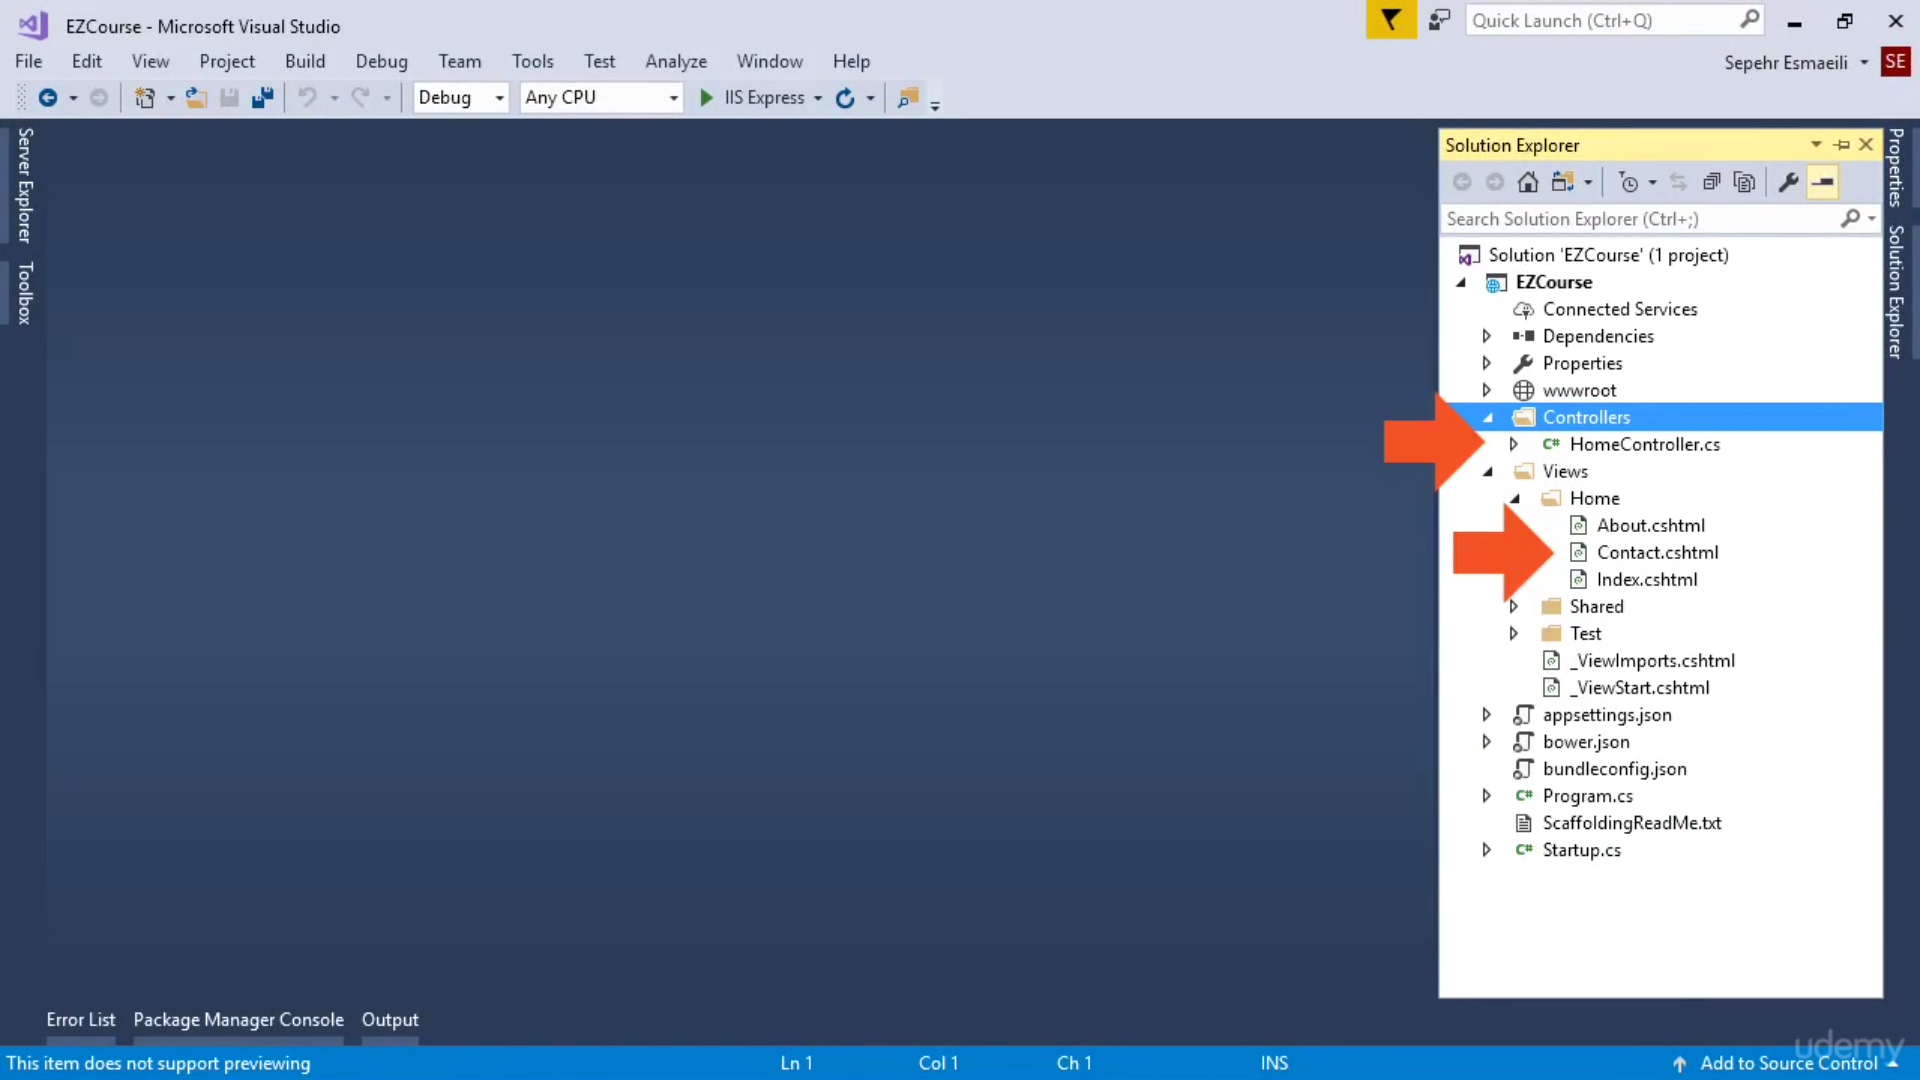 EZCourse - Microsoft Visual Studio
Quick Launch (Ctrl+Q)
File Edit View Project Build Debug Team Tools Test Analyze Window Help
Sepehr Esmaeili SE
Debug Any CPU IIS Express
Server Explorer
Toolbox
Solution Explorer
Properties
Solution Explorer
Search Solution Explorer (Ctrl+;)
Solution 'EZCourse' (1 project)
EZCourse
Connected Services
Dependencies
Properties
wwwroot
Controllers
C# HomeController.cs
Views
Home
About.cshtml
Contact.cshtml
Index.cshtml
Shared
Test
_ViewImports.cshtml
_ViewStart.cshtml
appsettings.json
bower.json
bundleconfig.json
C# Program.cs
ScaffoldingReadMe.txt
C# Startup.cs
Error List Package Manager Console Output
udemy
This item does not support previewing Ln 1 Col 1 Ch 1 INS Add to Source Control